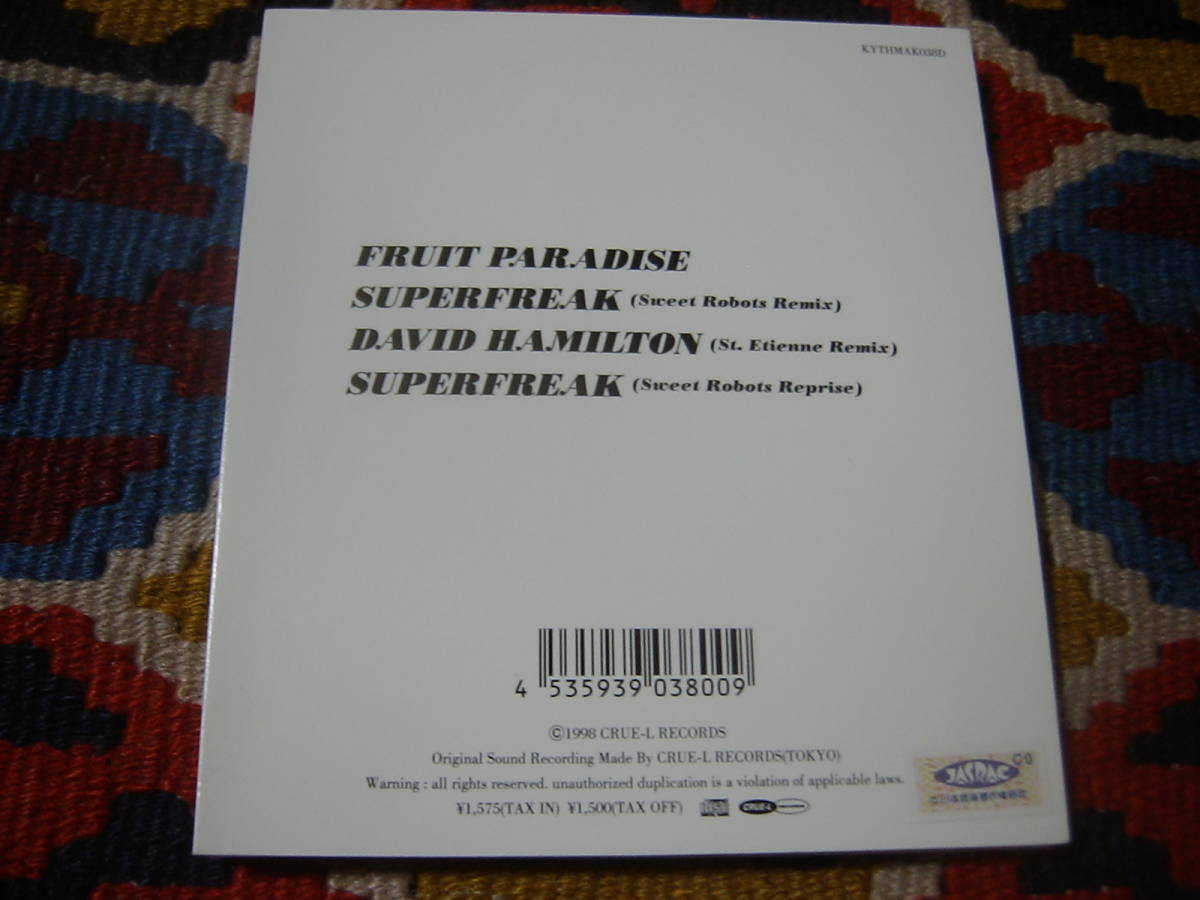 KYTHMAK038D
FRUIT PARADISE
SUPERFREAK (Sweet Robots Remix)
DAVID HAMILTON (St. Etienne Remix)
SUPERFREAK (Sweet Robots Reprise)
4 535939 038009
©1998 CRUE-L RECORDS
Original Sound Recording Made By CRUE-L RECORDS(TOKYO)
Warning : all rights reserved. unauthorized duplication is a violation of applicable laws.
¥1,575(TAX IN) ¥1,500(TAX OFF) CRUE-L
JASRAC